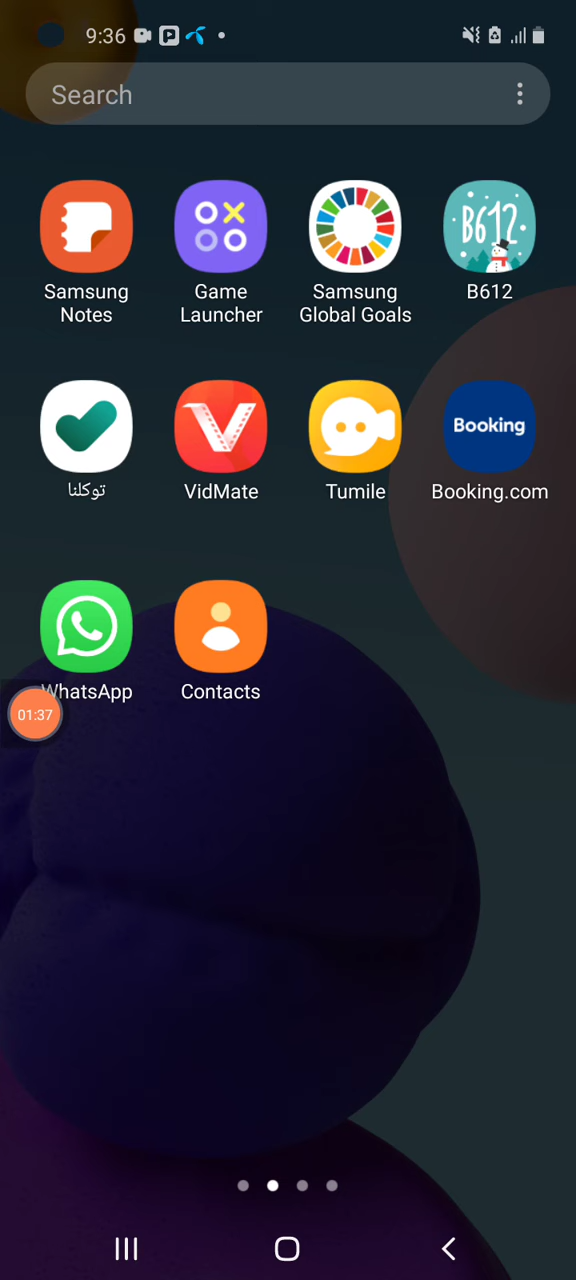 9:36
Search
B612
Samsung
Notes
Game
Launcher
Samsung
Global Goals
B612
Booking
توكلنا
VidMate
Tumile
Booking.com
WhatsApp
Contacts
01:37